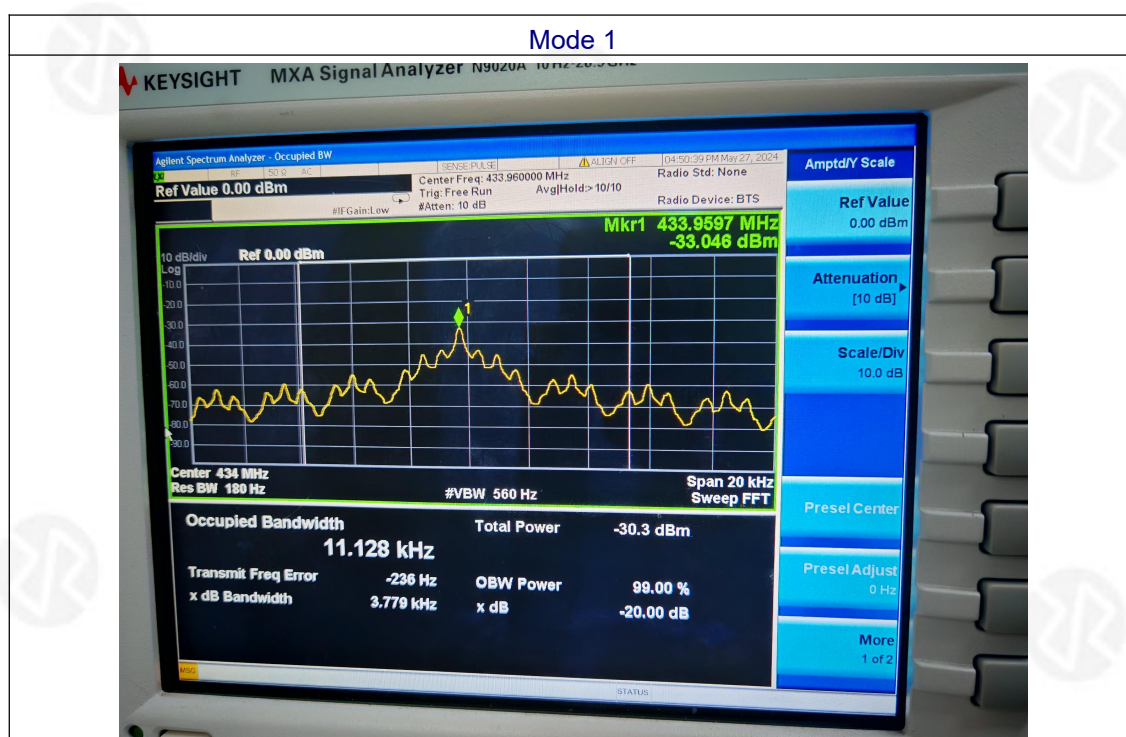 Mode 1
KEYSIGHT MXA Signal Analyzer N9020A
Agilent Spectrum Analyzer - Occupied BW
RF 50 Ω AC SENSE:PULSE ALIGN OFF 04:50:39 PM May 27, 2024
Ref Value 0.00 dBm
Center Freq: 433.960000 MHz
Radio Std: None
Trig: Free Run Avg|Hold:>10/10
#IFGain:Low #Atten: 10 dB Radio Device: BTS
Mkr1 433.9597 MHz
-33.046 dBm
10 dB/div Ref 0.00 dBm
Log
-10.0
-20.0
-30.0
-40.0
-50.0
-60.0
-70.0
-80.0
-90.0
1
Center 434 MHz Span 20 kHz
Res BW 180 Hz #VBW 560 Hz Sweep FFT
Occupied Bandwidth Total Power -30.3 dBm
11.128 kHz
Transmit Freq Error -236 Hz OBW Power 99.00 %
x dB Bandwidth 3.779 kHz x dB -20.00 dB
MSG STATUS
Amptd/Y Scale
Ref Value
0.00 dBm
Attenuation
[10 dB]
Scale/Div
10.0 dB
Presel Center
Presel Adjust
0 Hz
More
1 of 2